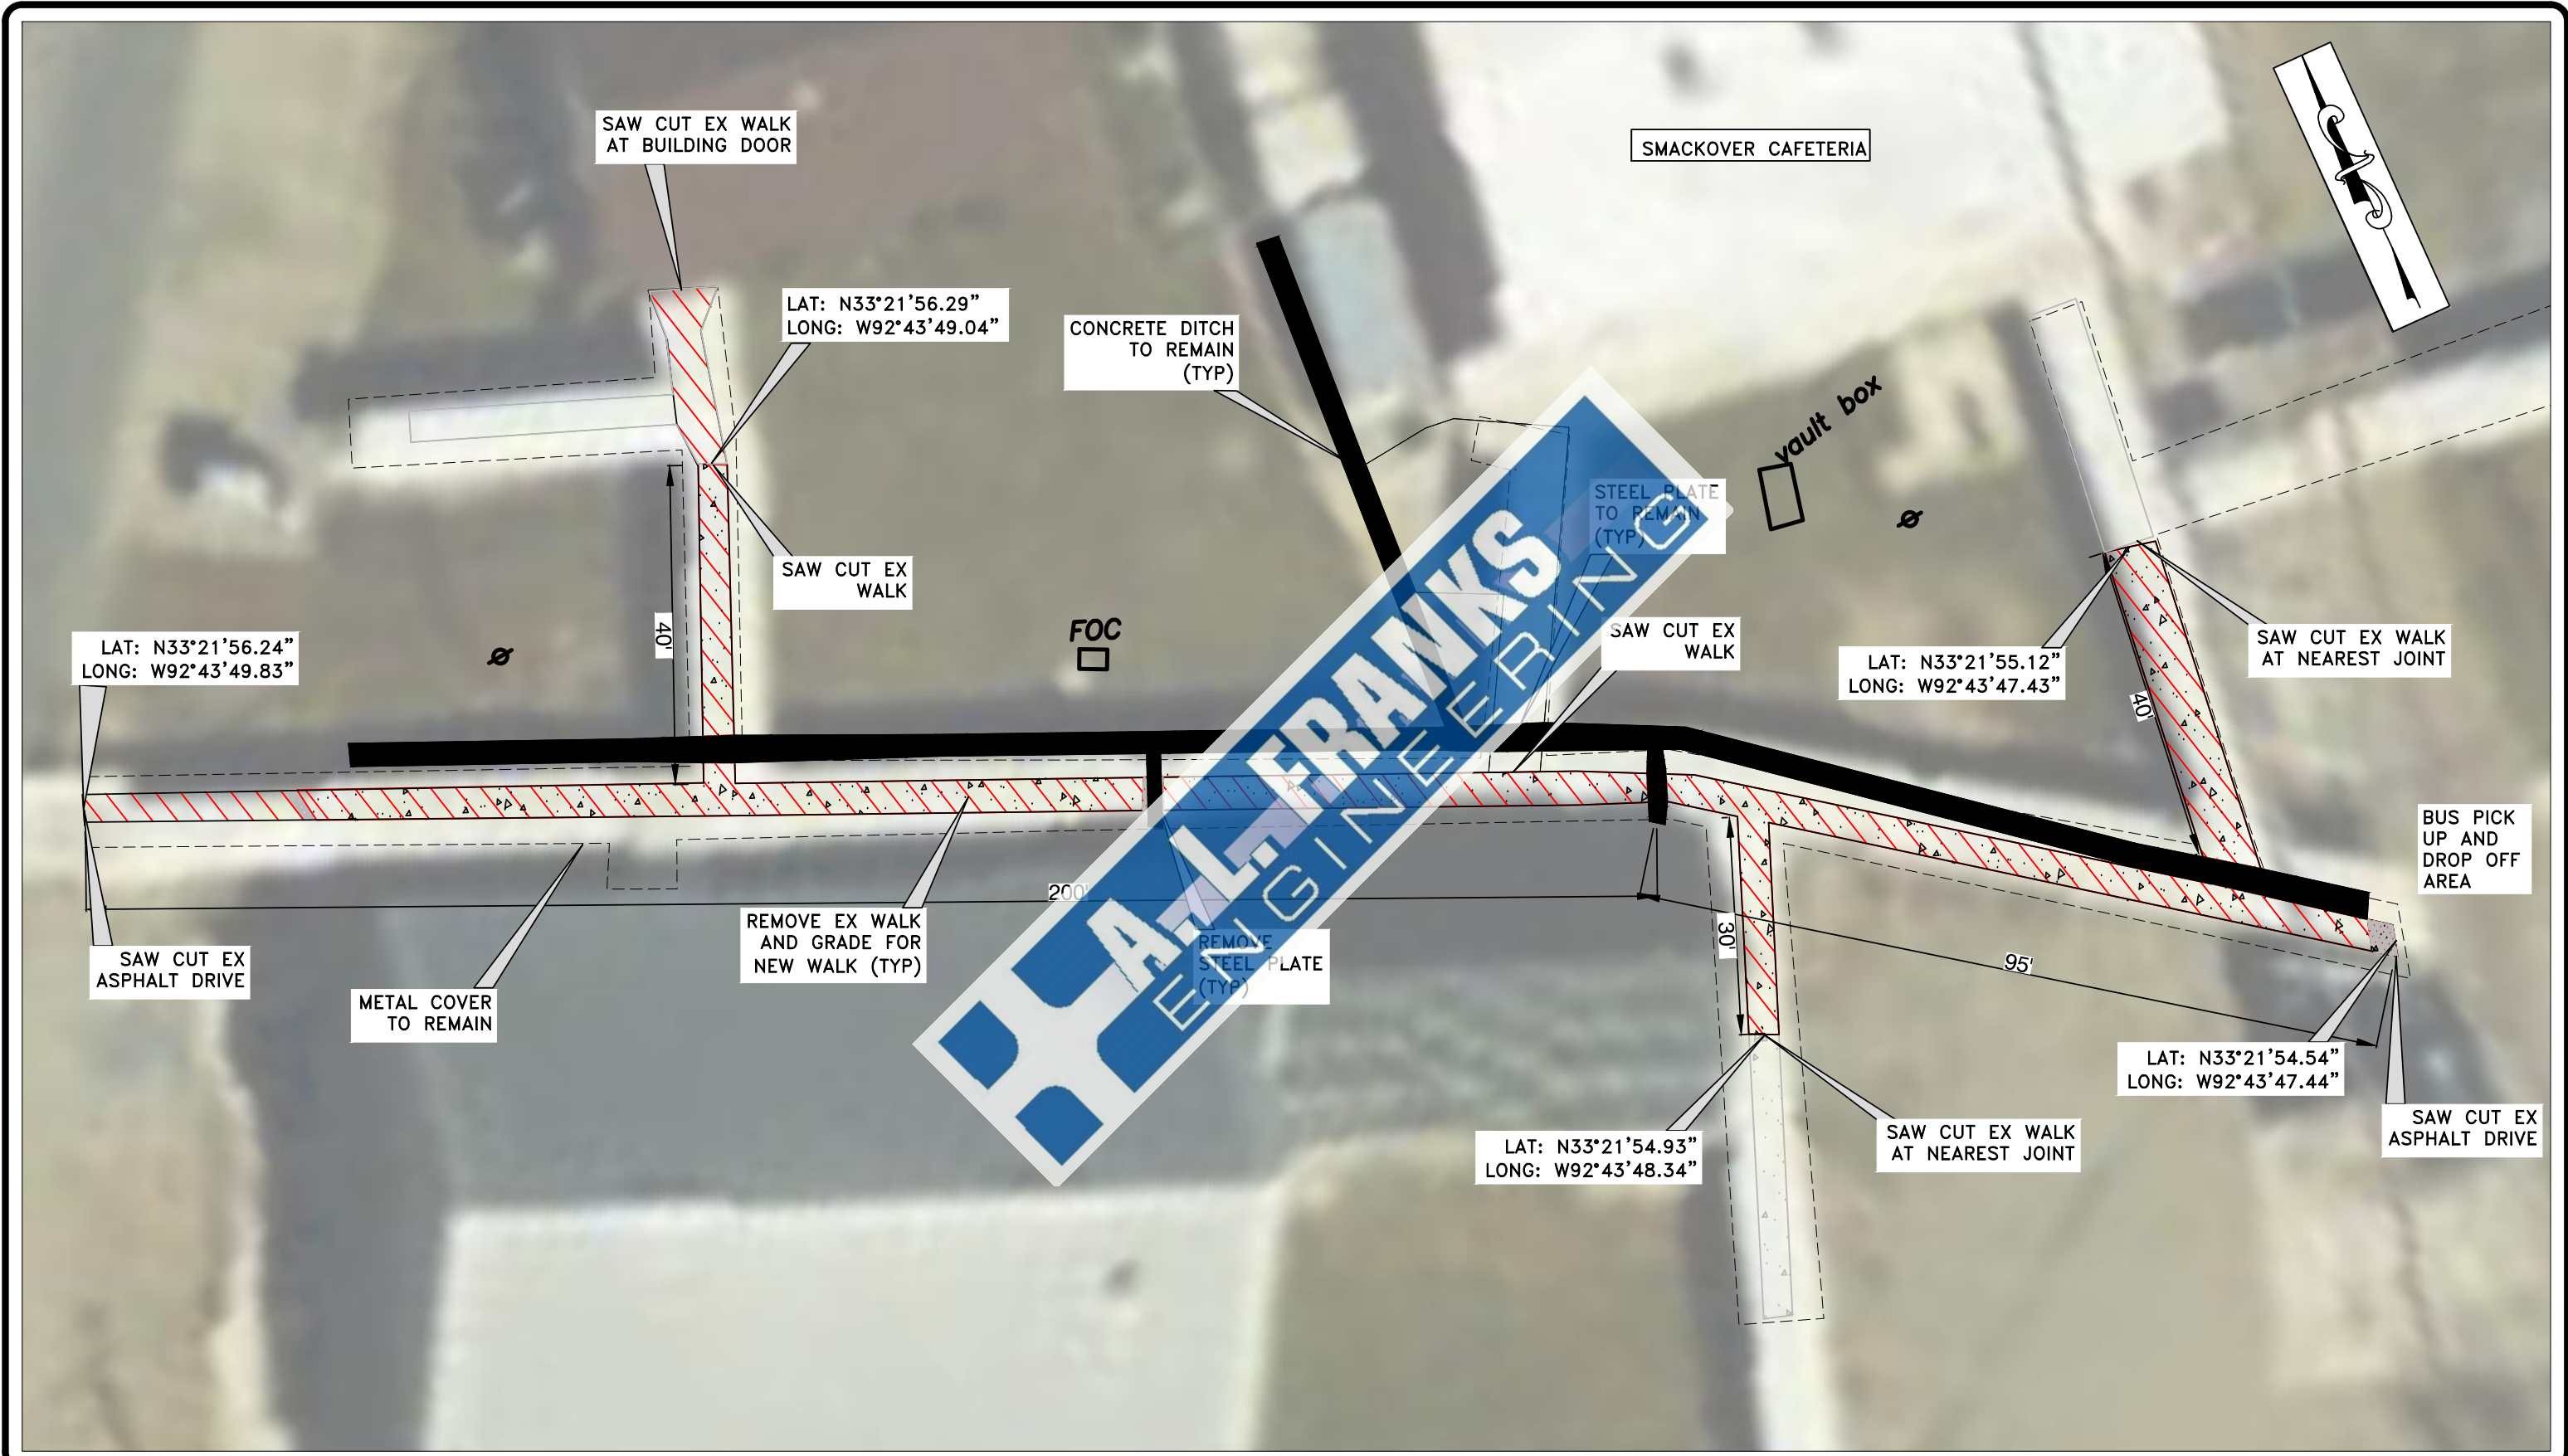 SAW CUT EX WALK
AT BUILDING DOOR
SMACKOVER CAFETERIA
LAT: N33°21'56.29"
LONG: W92°43'49.04"
CONCRETE DITCH
TO REMAIN
(TYP)
vault box
STEEL PLATE
TO REMAIN
(TYP)
SAW CUT EX
WALK
40'
FOC
SAW CUT EX
WALK
LAT: N33°21'56.24"
LONG: W92°43'49.83"
LAT: N33°21'55.12"
LONG: W92°43'47.43"
SAW CUT EX WALK
AT NEAREST JOINT
40'
A.L. FRANKS
ENGINEERING
BUS PICK
UP AND
DROP OFF
AREA
200'
REMOVE EX WALK
AND GRADE FOR
NEW WALK (TYP)
REMOVE
STEEL PLATE
(TYP)
30'
95'
SAW CUT EX
ASPHALT DRIVE
METAL COVER
TO REMAIN
LAT: N33°21'54.54"
LONG: W92°43'47.44"
LAT: N33°21'54.93"
LONG: W92°43'48.34"
SAW CUT EX WALK
AT NEAREST JOINT
SAW CUT EX
ASPHALT DRIVE